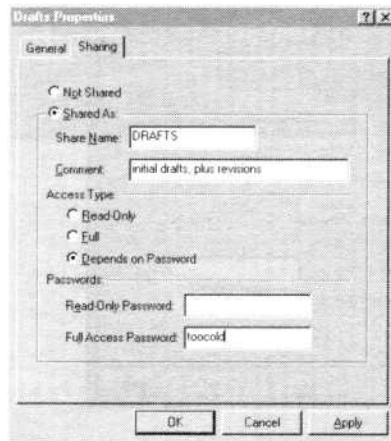 Drafts Properties ? X
General Sharing
Not Shared
Shared As:
Share Name: DRAFTS
Comment: initial drafts, plus revisions
Access Type:
Read-Only
Full
Depends on Password
Passwords:
Read-Only Password:
Full Access Password: toocold
OK Cancel Apply